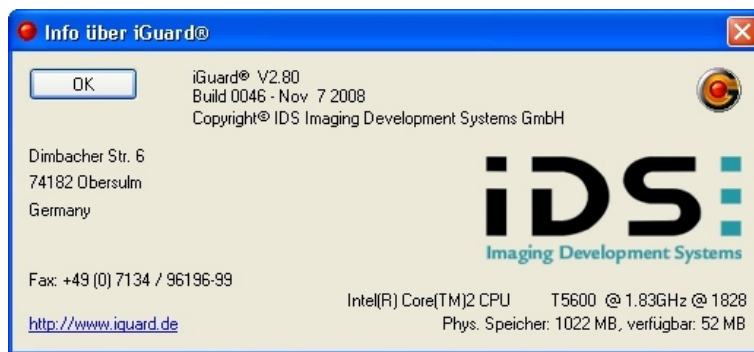 Info über iGuard®
OK
iGuard® V2.80
Build 0046 - Nov 7 2008
Copyright© IDS Imaging Development Systems GmbH
Dimbacher Str. 6
74182 Obersulm
Germany
iDS
Imaging Development Systems
Fax: +49 (0) 7134 / 96196-99
Intel(R) Core(TM)2 CPU T5600 @ 1.83GHz @ 1828
http://www.iguard.de
Phys. Speicher: 1022 MB, verfügbar: 52 MB